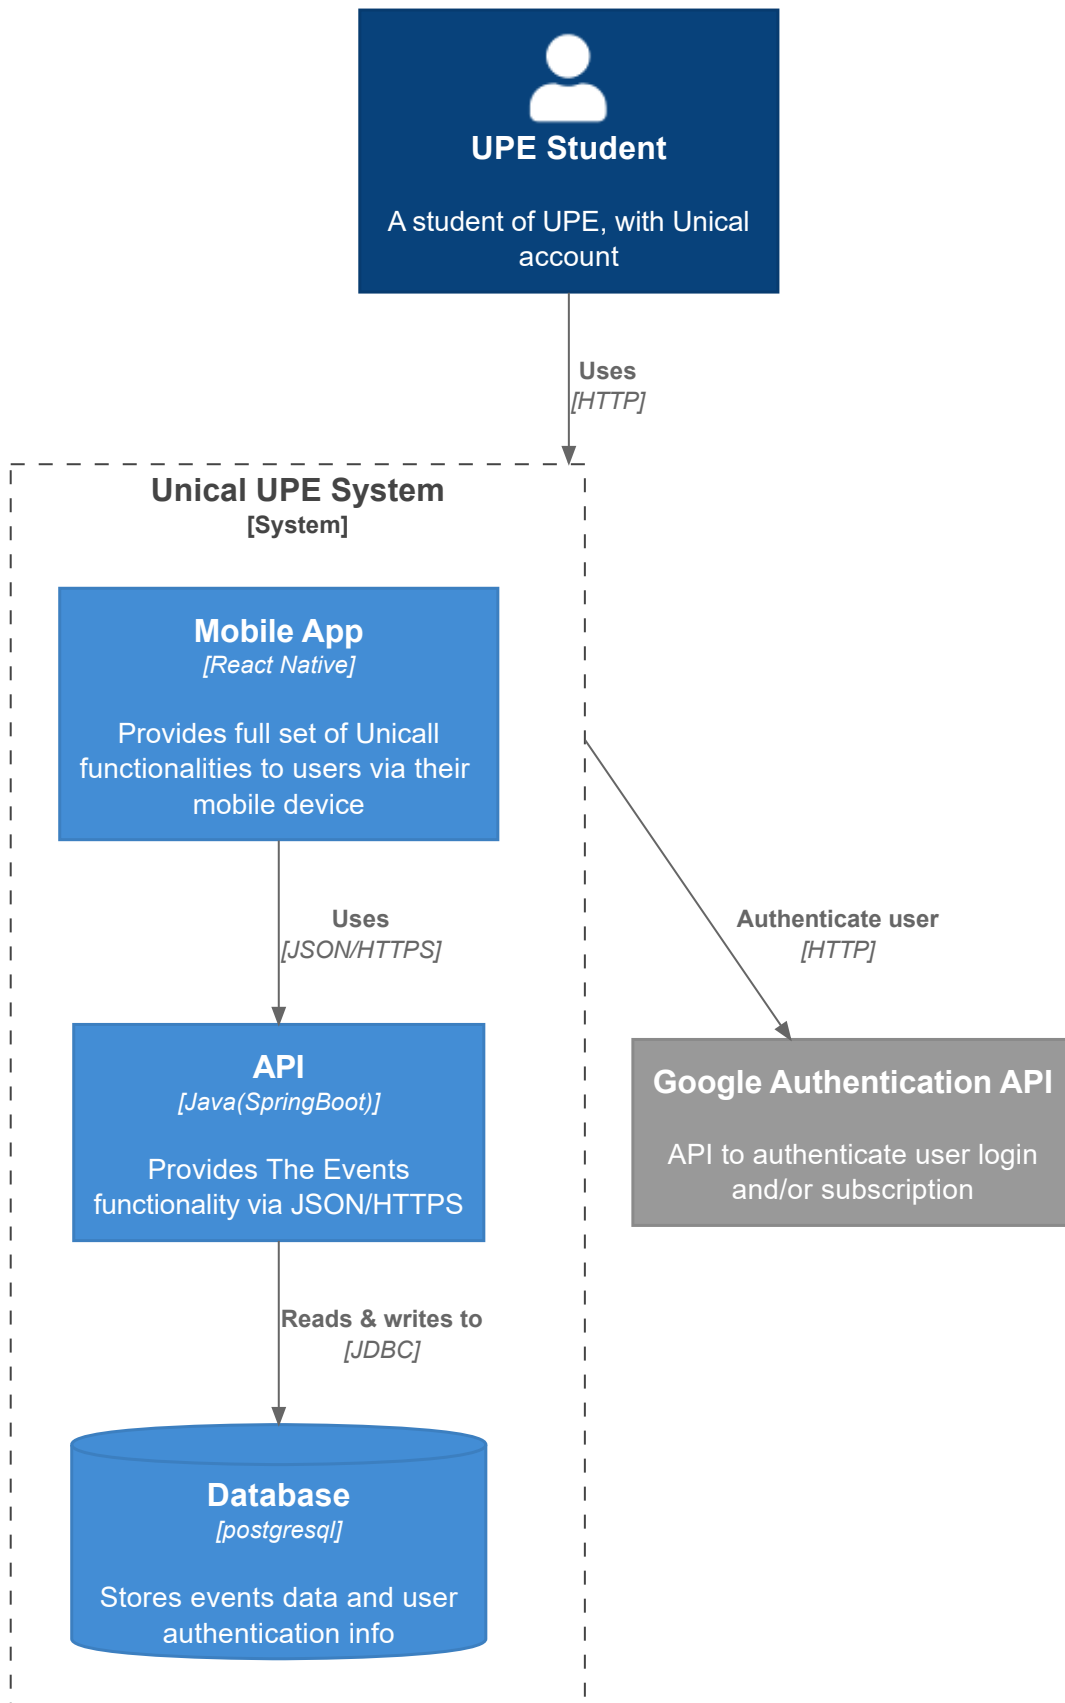 UPE Student
A student of UPE, with Unical
account
Uses
[HTTP]
Unical UPE System
[System]
Mobile App
[React Native]
Provides full set of Unicall
functionalities to users via their
mobile device
Uses
[JSON/HTTPS]
Authenticate user
[HTTP]
API
[Java(SpringBoot)]
Provides The Events
functionality via JSON/HTTPS
Google Authentication API
API to authenticate user login
and/or subscription
Reads & writes to
[JDBC]
Database
[postgresql]
Stores events data and user
authentication info